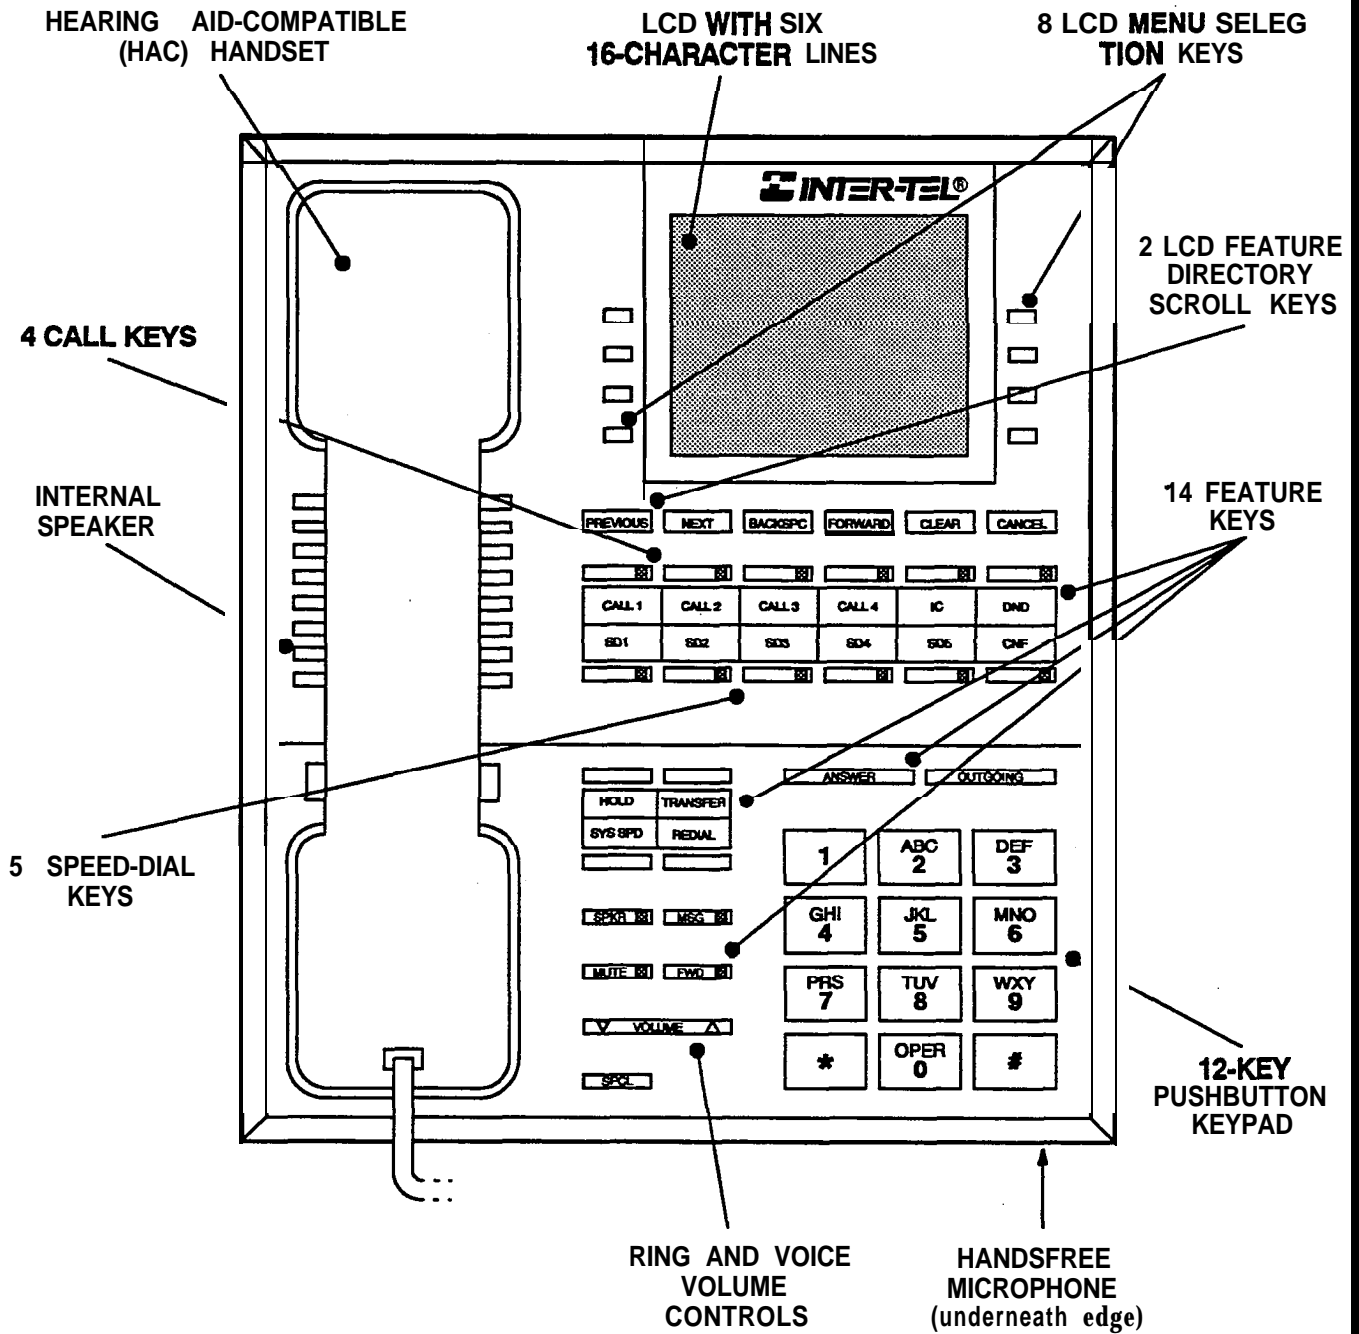 HEARING AID-COMPATIBLE
(HAC) HANDSET
LCD WITH SIX
16-CHARACTER LINES
8 LCD MENU SELEG
TION KEYS
INTER-TEL®
2 LCD FEATURE
DIRECTORY
SCROLL KEYS
4 CALL KEYS
INTERNAL
SPEAKER
14 FEATURE
KEYS
PREVIOUS NEXT BACKSPC FORWARD CLEAR CANCEL
CALL 1 CALL 2 CALL 3 CALL 4 IC DND
SD1 SD2 SD3 SD4 SD5 CNF
ANSWER OUTGOING
HOLD TRANSFER
SYS SPD REDIAL
5 SPEED-DIAL
KEYS
1 ABC 2 DEF 3
SPKR MSG
GHI 4 JKL 5 MNO 6
MUTE FWD
PRS 7 TUV 8 WXY 9
VOLUME
* OPER 0 #
SPCL
12-KEY
PUSHBUTTON
KEYPAD
RING AND VOICE
VOLUME
CONTROLS
HANDSFREE
MICROPHONE
(underneath edge)